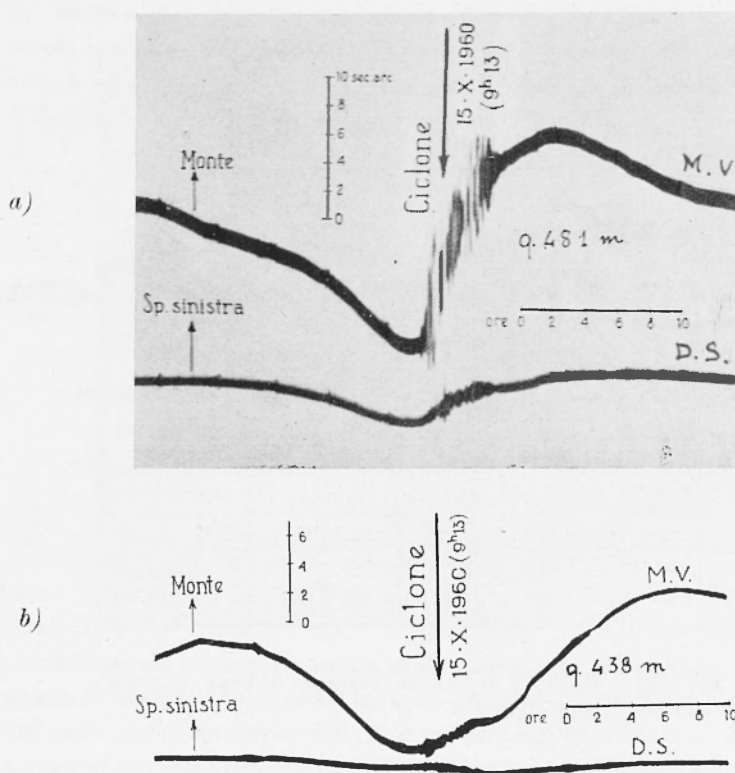 a)
10 sec.arc.
8
6
4
2
0
Monte
Ciclone
15·X·1960
(9h 13)
M.V
q. 481 m
Sp. sinistra
ore 0 2 4 6 8 10
D.S.
b)
6
4
2
0
Monte
Ciclone
15·X·1960 (9h13)
M.V.
q. 438 m
Sp.sinistra
ore 0 2 4 6 8 10
D.S.